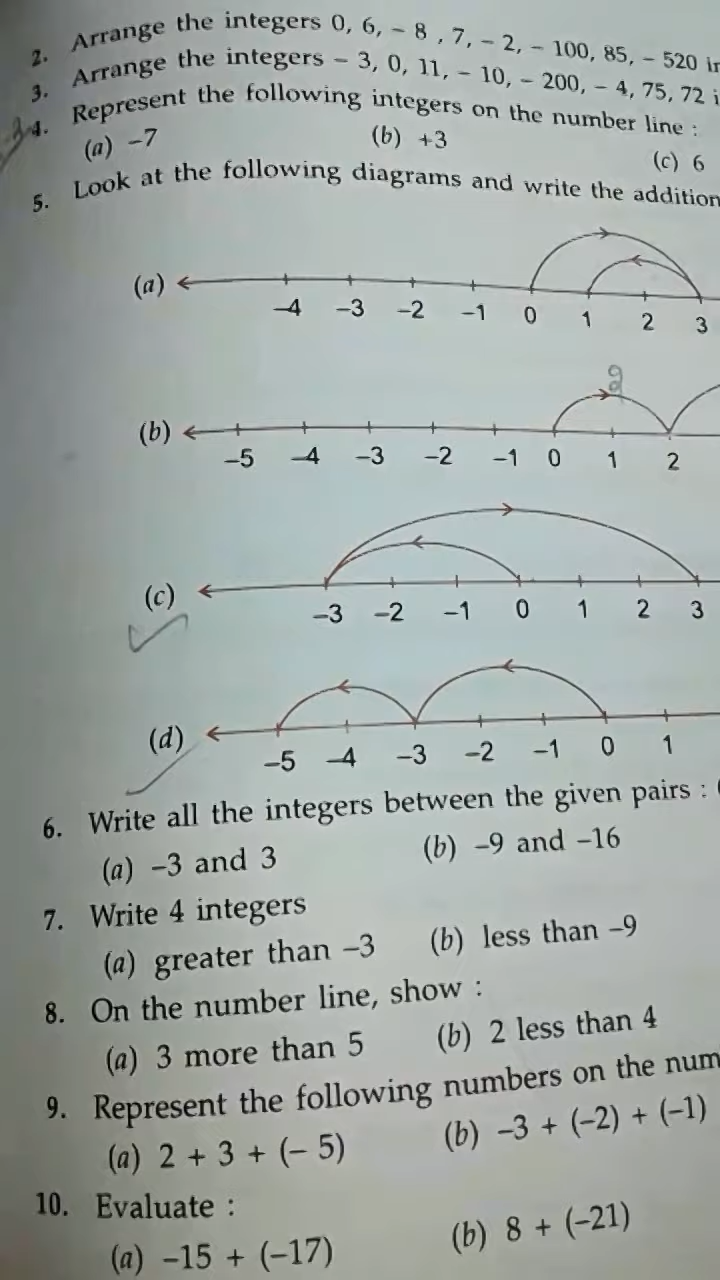 2. Arrange the integers 0, 6, – 8 , 7, – 2, – 100, 85, – 520 in
3. Arrange the integers – 3, 0, 11, – 10, – 200, – 4, 75, 72 i
4. Represent the following integers on the number line :
(a) –7 (b) +3 (c) 6
5. Look at the following diagrams and write the addition
(a) –4 –3 –2 –1 0 1 2 3
(b) –5 –4 –3 –2 –1 0 1 2
(c) –3 –2 –1 0 1 2 3
(d) –5 –4 –3 –2 –1 0 1
6. Write all the integers between the given pairs :
(a) –3 and 3 (b) –9 and –16
7. Write 4 integers
(a) greater than –3 (b) less than –9
8. On the number line, show :
(a) 3 more than 5 (b) 2 less than 4
9. Represent the following numbers on the num
(a) 2 + 3 + (– 5) (b) –3 + (–2) + (–1)
10. Evaluate :
(a) –15 + (–17) (b) 8 + (–21)